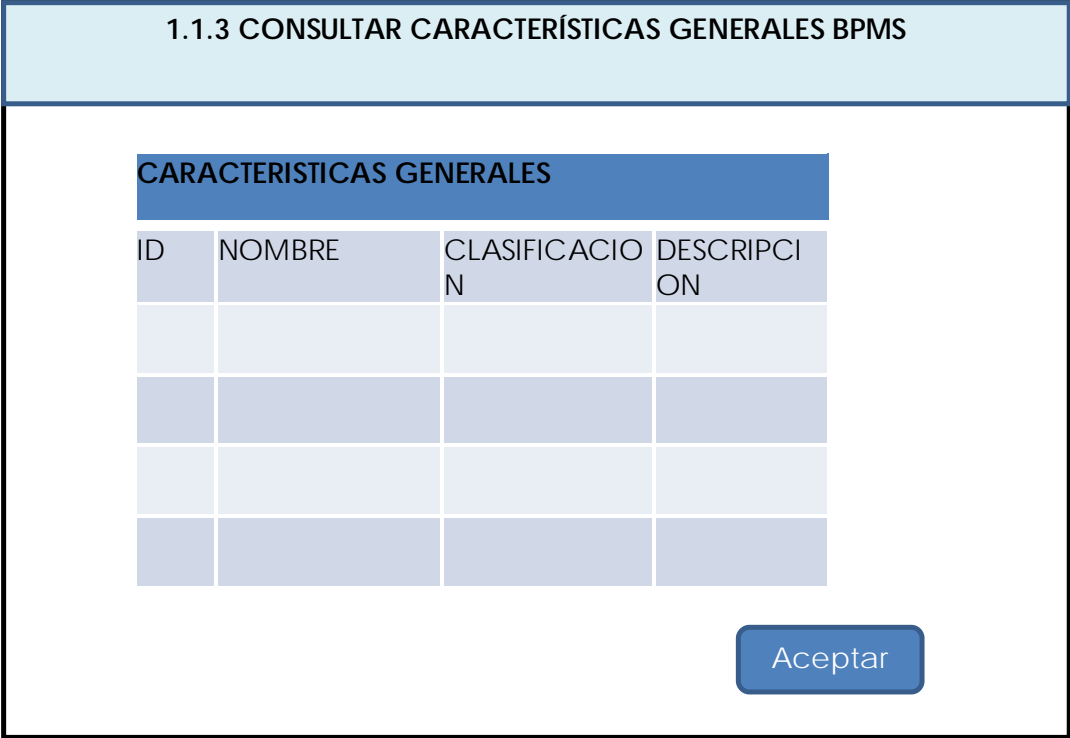 1.1.3 CONSULTAR CARACTERÍSTICAS GENERALES BPMS
CARACTERISTICAS GENERALES
ID NOMBRE CLASIFICACIO DESCRIPCI
N ON
Aceptar